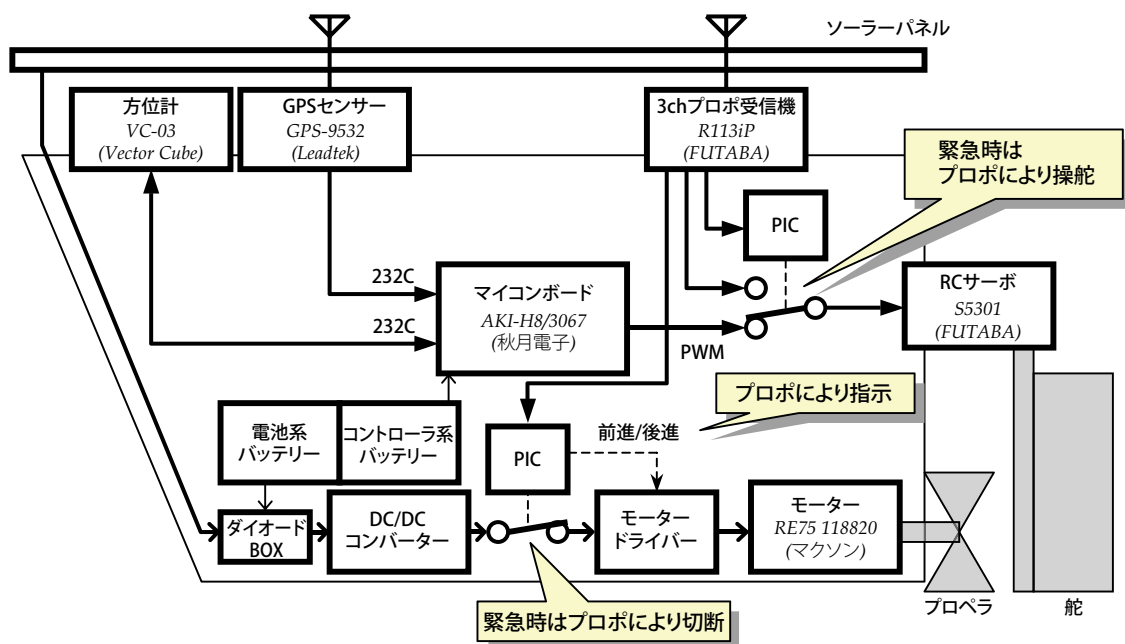 ソーラーパネル
方位計
VC-03
(Vector Cube)
GPSセンサー
GPS-9532
(Leadtek)
3chプロポ受信機
R113iP
(FUTABA)
緊急時は
プロポにより操舵
PIC
232C
232C
マイコンボード
AKI-H8/3067
(秋月電子)
PWM
RCサーボ
S5301
(FUTABA)
プロポにより指示
電池系
バッテリー
コントローラ系
バッテリー
PIC
前進/後進
ダイオード
BOX
DC/DC
コンバーター
モーター
ドライバー
モーター
RE75 118820
(マクソン)
緊急時はプロポにより切断
プロペラ
舵